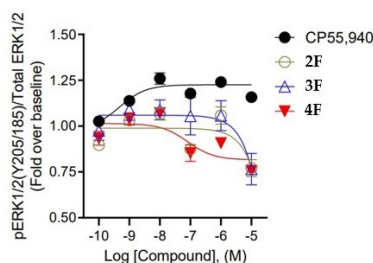 pERK1/2(Y205/185)/Total ERK1/2
(Fold over baseline)
1.50
1.25
1.00
0.75
0.50
-10 -9 -8 -7 -6 -5
Log [Compound], (M)
CP55,940
2F
3F
4F